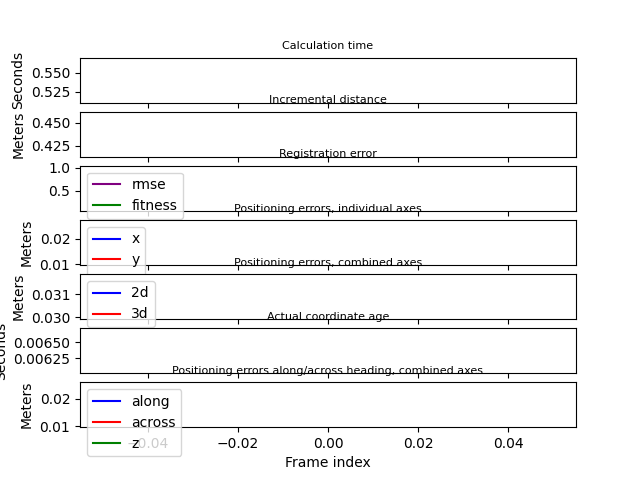 Calculation time
Seconds
0.550
0.525
Incremental distance
Meters
0.450
0.425
Registration error
1.0
0.5
rmse
fitness
Positioning errors, individual axes
Meters
0.02
0.01
x
y
Positioning errors, combined axes
Meters
0.031
0.030
2d
3d
Actual coordinate age
Seconds
0.00650
0.00625
Positioning errors along/across heading, combined axes
Meters
0.02
0.01
along
across
z
−0.04 −0.02 0.00 0.02 0.04
Frame index